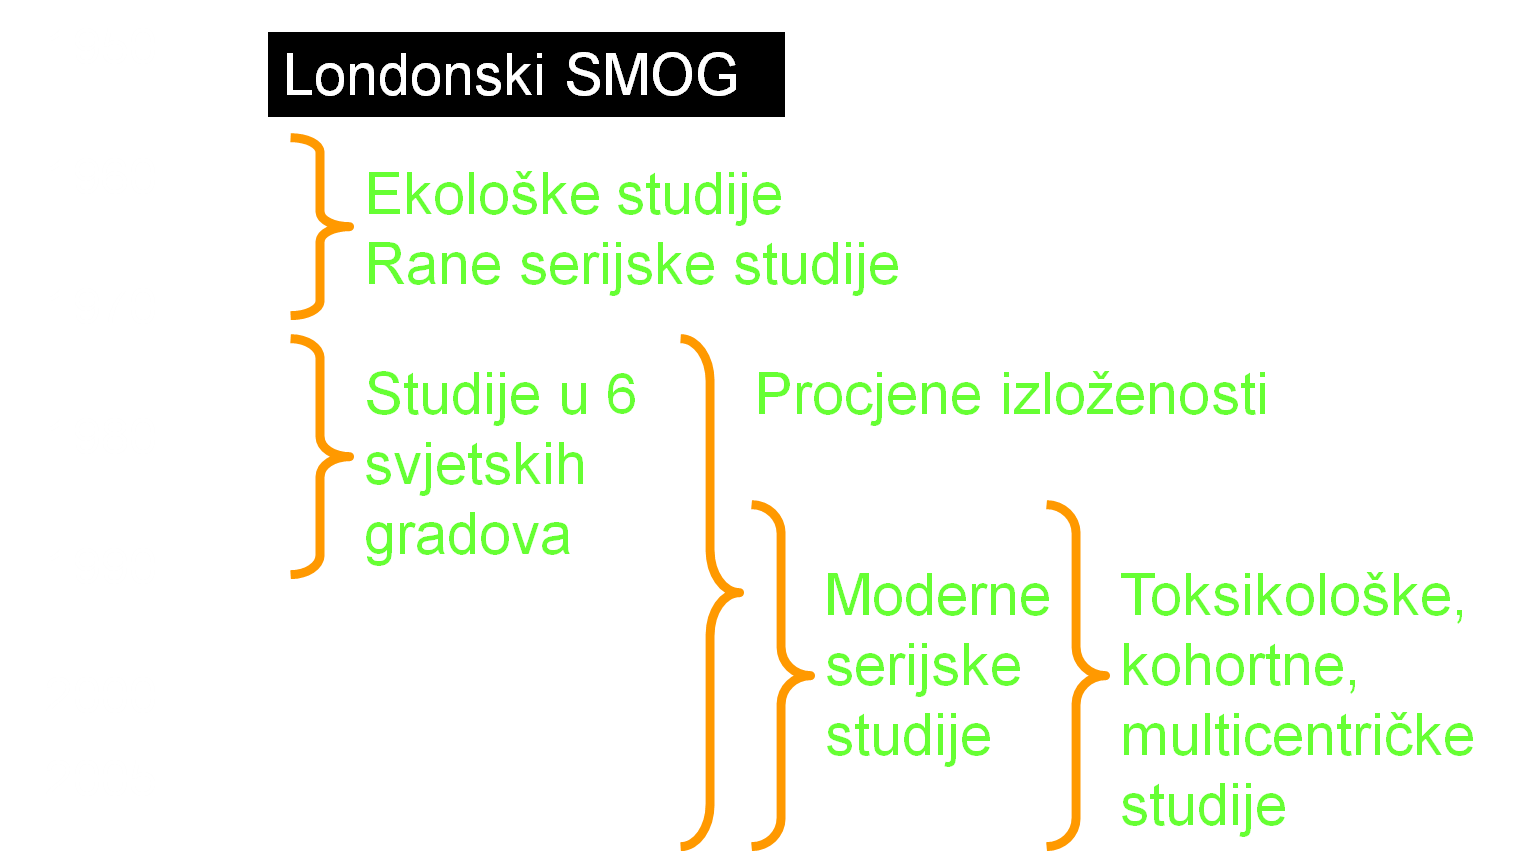 Londonski SMOG
Ekološke studije
Rane serijske studije
Studije u 6
svjetskih
gradova
Procjene izloženosti
Moderne
serijske
studije
Toksikološke,
kohortne,
multicentričke
studije